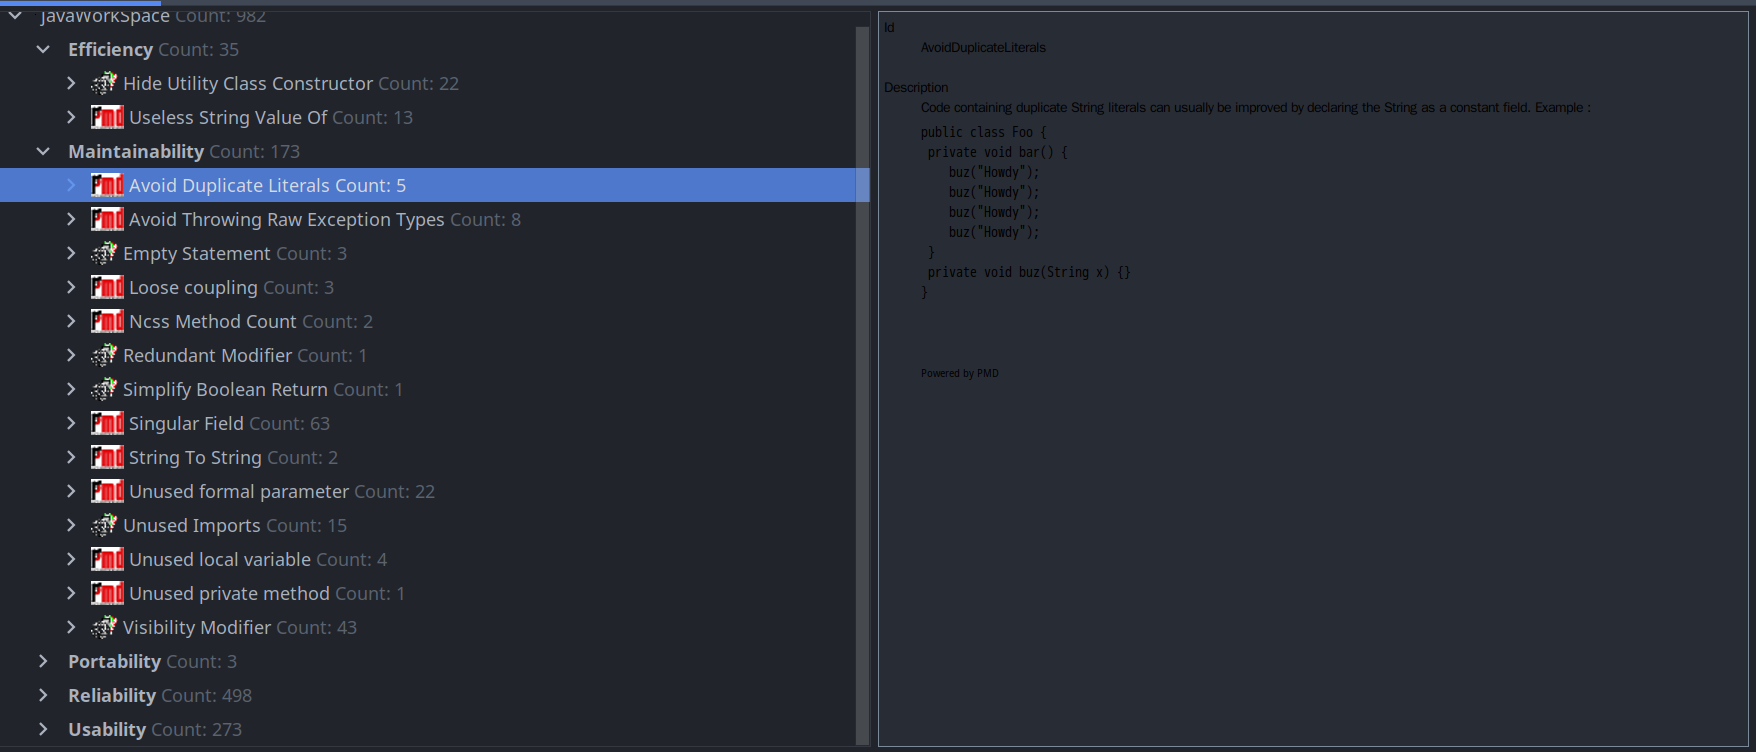 JavaWorkSpace Count: 982
Efficiency Count: 35
Hide Utility Class Constructor Count: 22
Pmd Useless String Value Of Count: 13
Maintainability Count: 173
Pmd Avoid Duplicate Literals Count: 5
Pmd Avoid Throwing Raw Exception Types Count: 8
Empty Statement Count: 3
Pmd Loose coupling Count: 3
Pmd Ncss Method Count Count: 2
Redundant Modifier Count: 1
Simplify Boolean Return Count: 1
Pmd Singular Field Count: 63
Pmd String To String Count: 2
Pmd Unused formal parameter Count: 22
Unused Imports Count: 15
Pmd Unused local variable Count: 4
Pmd Unused private method Count: 1
Visibility Modifier Count: 43
Portability Count: 3
Reliability Count: 498
Usability Count: 273
Id
AvoidDuplicateLiterals
Description
Code containing duplicate String literals can usually be improved by declaring the String as a constant field. Example :
public class Foo {
private void bar() {
buz("Howdy");
buz("Howdy");
buz("Howdy");
buz("Howdy");
}
private void buz(String x) {}
}
Powered by PMD